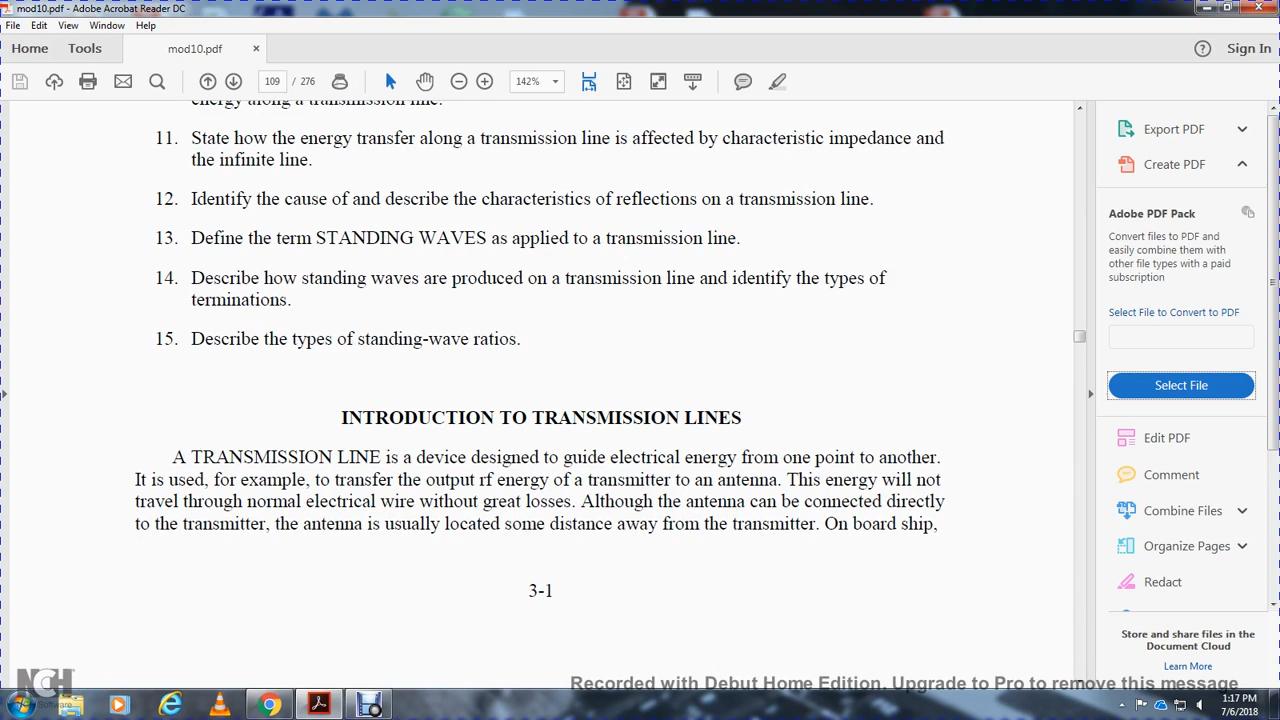 mod10.pdf - Adobe Acrobat Reader DC
File Edit View Window Help
Home Tools mod10.pdf × Sign In
109 / 276 142%
energy along a transmission line.
11. State how the energy transfer along a transmission line is affected by characteristic impedance and
the infinite line.
12. Identify the cause of and describe the characteristics of reflections on a transmission line.
13. Define the term STANDING WAVES as applied to a transmission line.
14. Describe how standing waves are produced on a transmission line and identify the types of
terminations.
15. Describe the types of standing-wave ratios.
INTRODUCTION TO TRANSMISSION LINES
A TRANSMISSION LINE is a device designed to guide electrical energy from one point to another.
It is used, for example, to transfer the output rf energy of a transmitter to an antenna. This energy will not
travel through normal electrical wire without great losses. Although the antenna can be connected directly
to the transmitter, the antenna is usually located some distance away from the transmitter. On board ship,
3-1
Export PDF
Create PDF
Adobe PDF Pack
Convert files to PDF and
easily combine them with
other file types with a paid
subscription
Select File to Convert to PDF
Select File
Edit PDF
Comment
Combine Files
Organize Pages
Redact
Store and share files in the
Document Cloud
Learn More
NCH
Software
Recorded with Debut Home Edition. Upgrade to Pro to remove this message
1:17 PM
7/6/2018